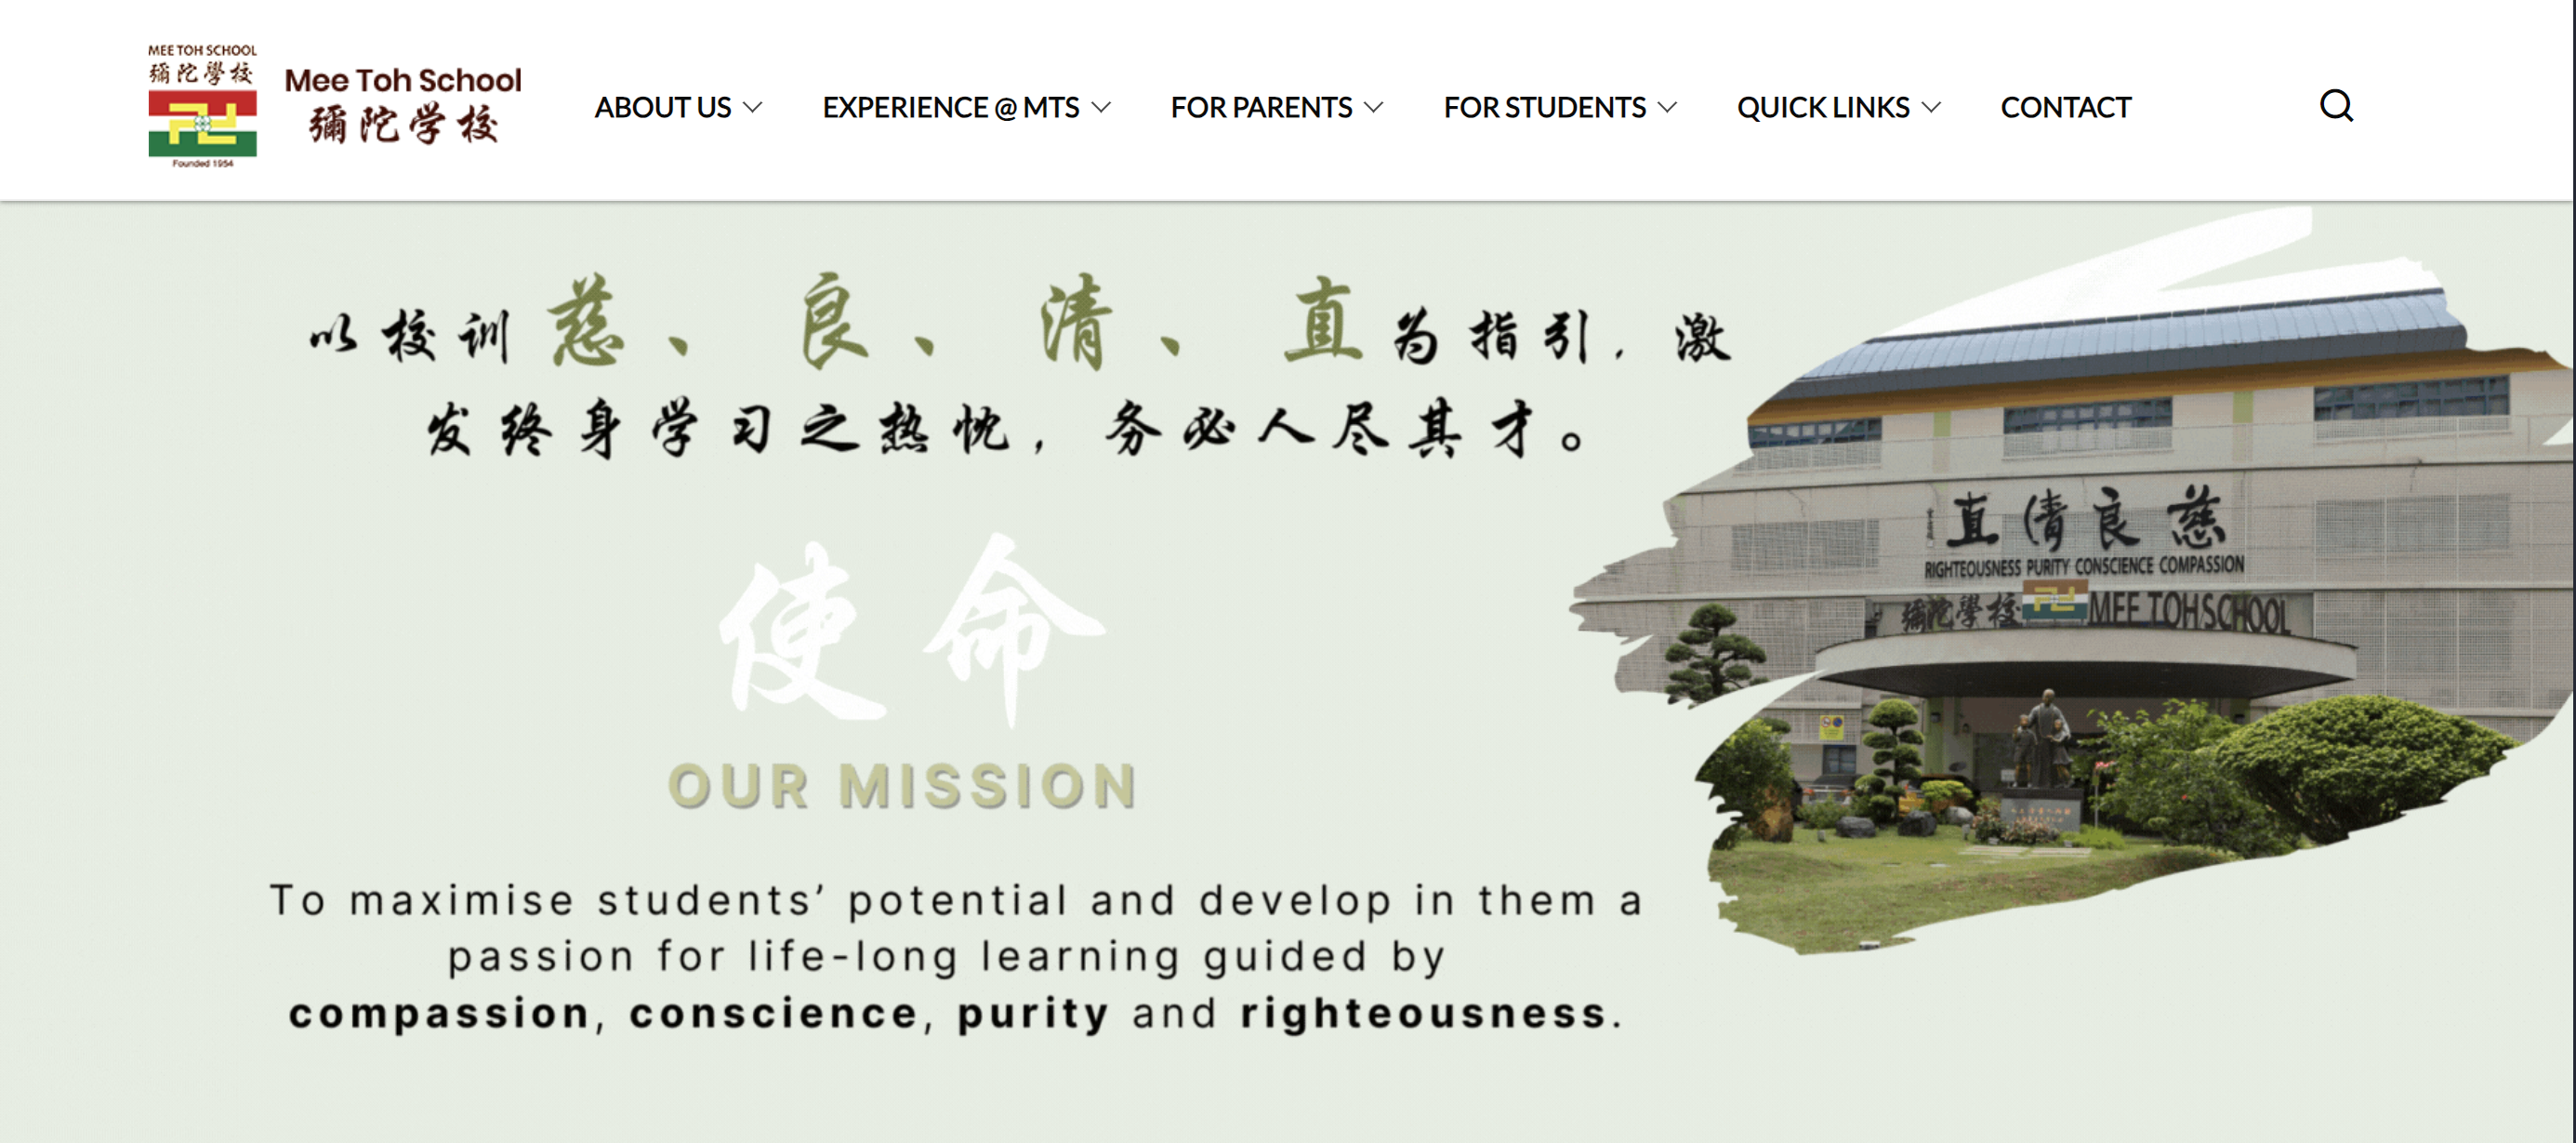 MEE TOH SCHOOL
彌陀學校
Founded 1954
Mee Toh School
彌陀学校
ABOUT US
EXPERIENCE @ MTS
FOR PARENTS
FOR STUDENTS
QUICK LINKS
CONTACT
以校训慈、良、清、直为指引，激
发终身学习之热忱，务必人尽其才。
使命
OUR MISSION
To maximise students’ potential and develop in them a
passion for life-long learning guided by
compassion, conscience, purity and righteousness.
直清良慈
RIGHTEOUSNESS PURITY CONSCIENCE COMPASSION
彌陀學校 MEE TOH SCHOOL